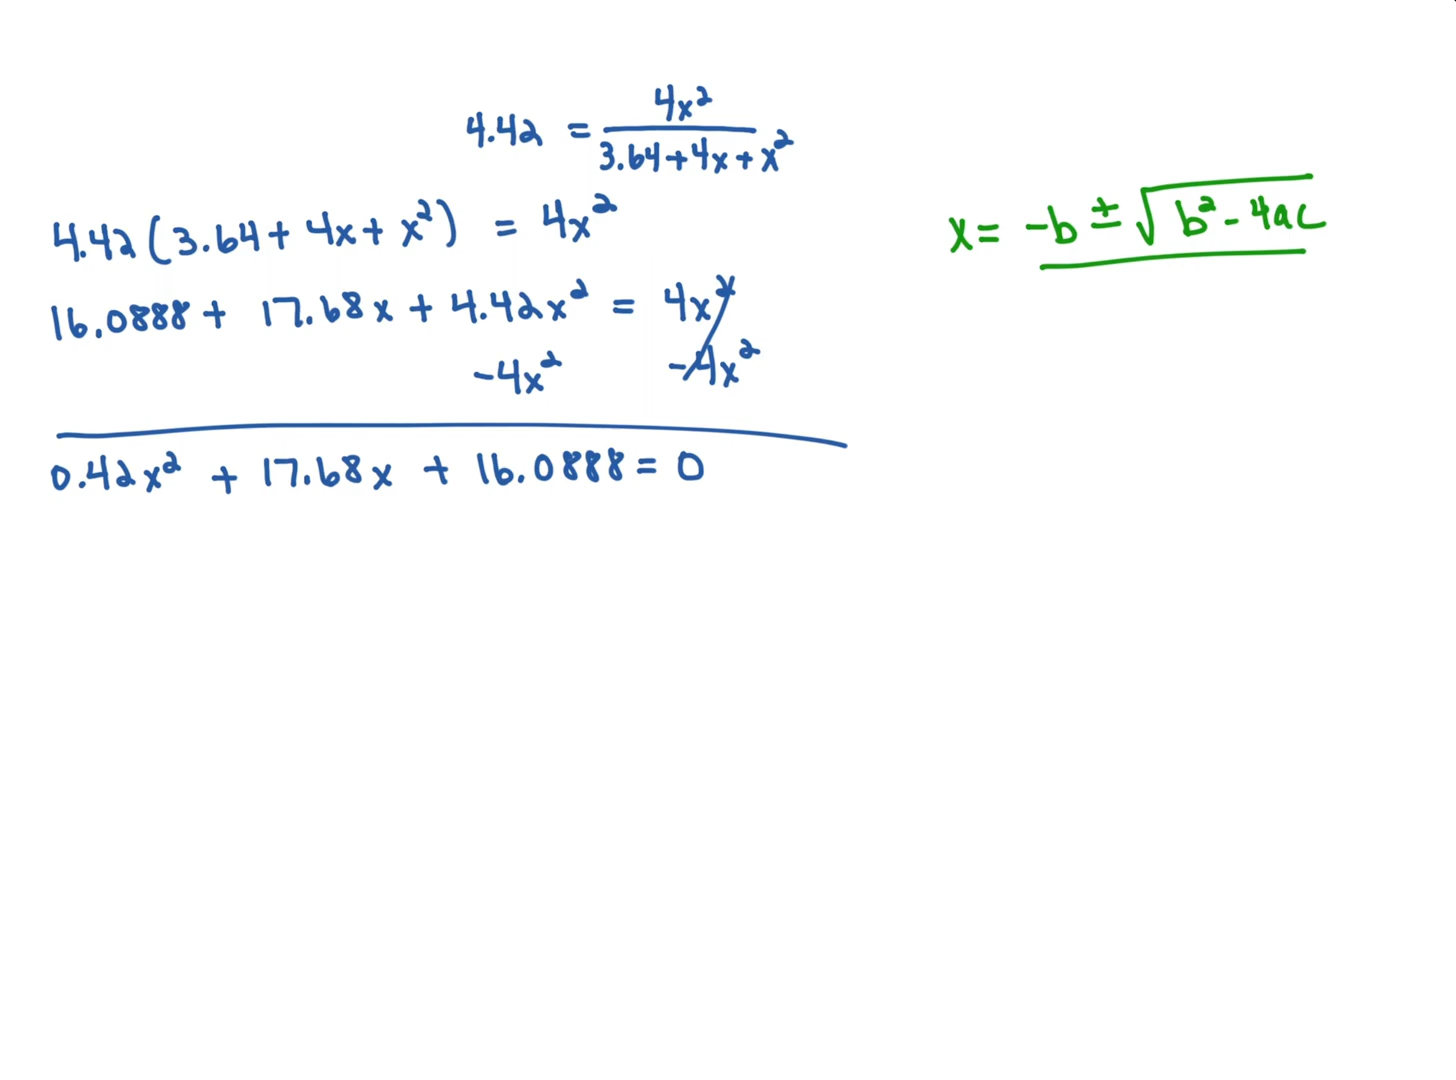 4.42 = 4x² / 3.64+4x+x²
4.42(3.64+ 4x+ x²) = 4x²
x= -b ± √b² - 4ac
16.0888 + 17.68x + 4.42x² = 4x²
-4x² -4x²
0.42x² + 17.68x + 16.0888 = 0